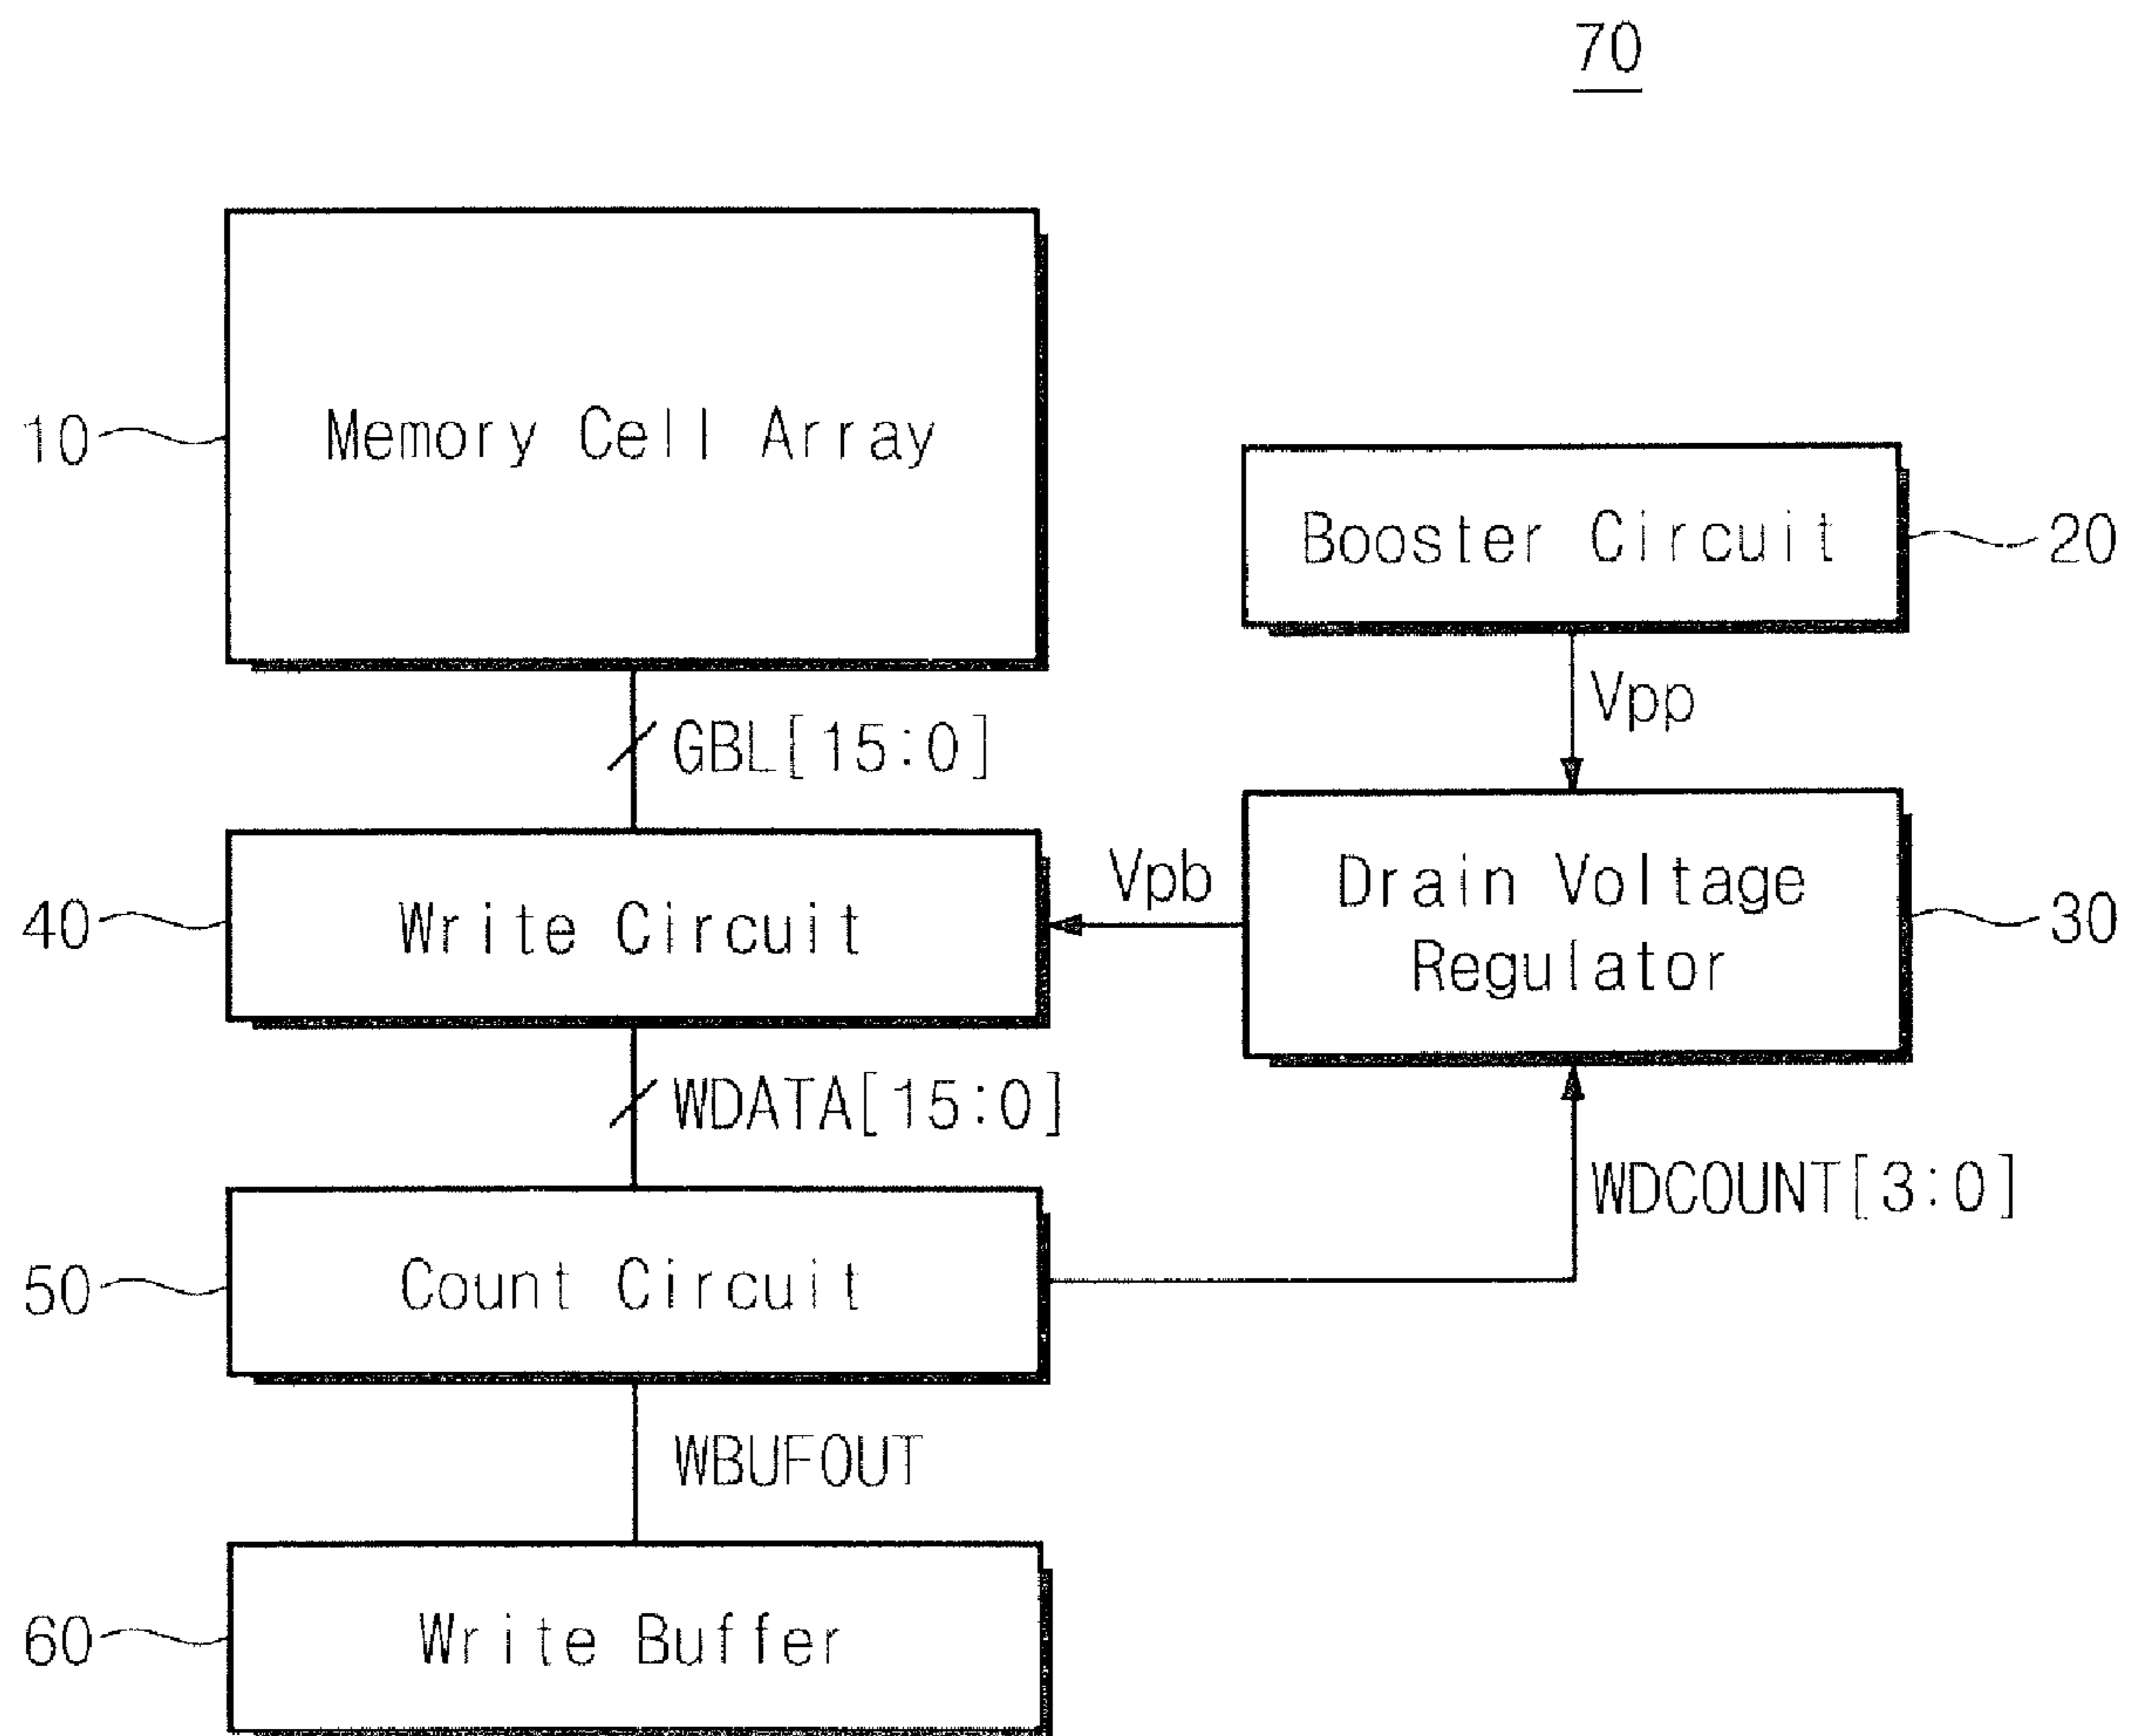 70
10
Memory Cell Array
Booster Circuit
20
Vpp
GBL[15:0]
40
Write Circuit
Vpb
Drain Voltage
Regulator
30
WDATA[15:0]
WDCOUNT[3:0]
50
Count Circuit
WBUFOUT
60
Write Buffer